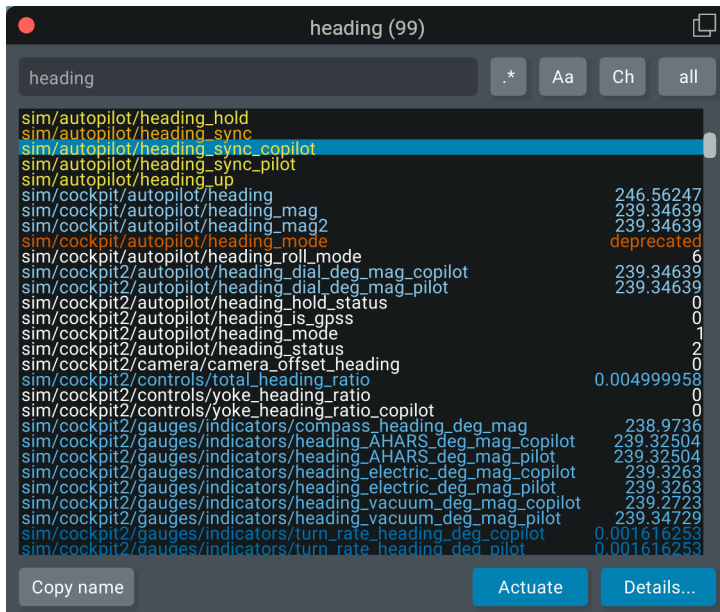 heading (99)
heading .* Aa Ch all
sim/autopilot/heading_hold
sim/autopilot/heading_sync
sim/autopilot/heading_sync_copilot
sim/autopilot/heading_sync_pilot
sim/autopilot/heading_up
sim/cockpit/autopilot/heading 246.56247
sim/cockpit/autopilot/heading_mag 239.34639
sim/cockpit/autopilot/heading_mag2 239.34639
sim/cockpit/autopilot/heading_mode deprecated
sim/cockpit/autopilot/heading_roll_mode 6
sim/cockpit2/autopilot/heading_dial_deg_mag_copilot 239.34639
sim/cockpit2/autopilot/heading_dial_deg_mag_pilot 239.34639
sim/cockpit2/autopilot/heading_hold_status 0
sim/cockpit2/autopilot/heading_is_gpss 0
sim/cockpit2/autopilot/heading_mode 1
sim/cockpit2/autopilot/heading_status 2
sim/cockpit2/camera/camera_offset_heading 0
sim/cockpit2/controls/total_heading_ratio 0.004999958
sim/cockpit2/controls/yoke_heading_ratio 0
sim/cockpit2/controls/yoke_heading_ratio_copilot 0
sim/cockpit2/gauges/indicators/compass_heading_deg_mag 238.9736
sim/cockpit2/gauges/indicators/heading_AHARS_deg_mag_copilot 239.32504
sim/cockpit2/gauges/indicators/heading_AHARS_deg_mag_pilot 239.32504
sim/cockpit2/gauges/indicators/heading_electric_deg_mag_copilot 239.3263
sim/cockpit2/gauges/indicators/heading_electric_deg_mag_pilot 239.3263
sim/cockpit2/gauges/indicators/heading_vacuum_deg_mag_copilot 239.2723
sim/cockpit2/gauges/indicators/heading_vacuum_deg_mag_pilot 239.34729
sim/cockpit2/gauges/indicators/turn_rate_heading_deg_copilot 0.001616253
sim/cockpit2/gauges/indicators/turn_rate_heading_deg_pilot 0.001616253
Copy name Actuate Details...